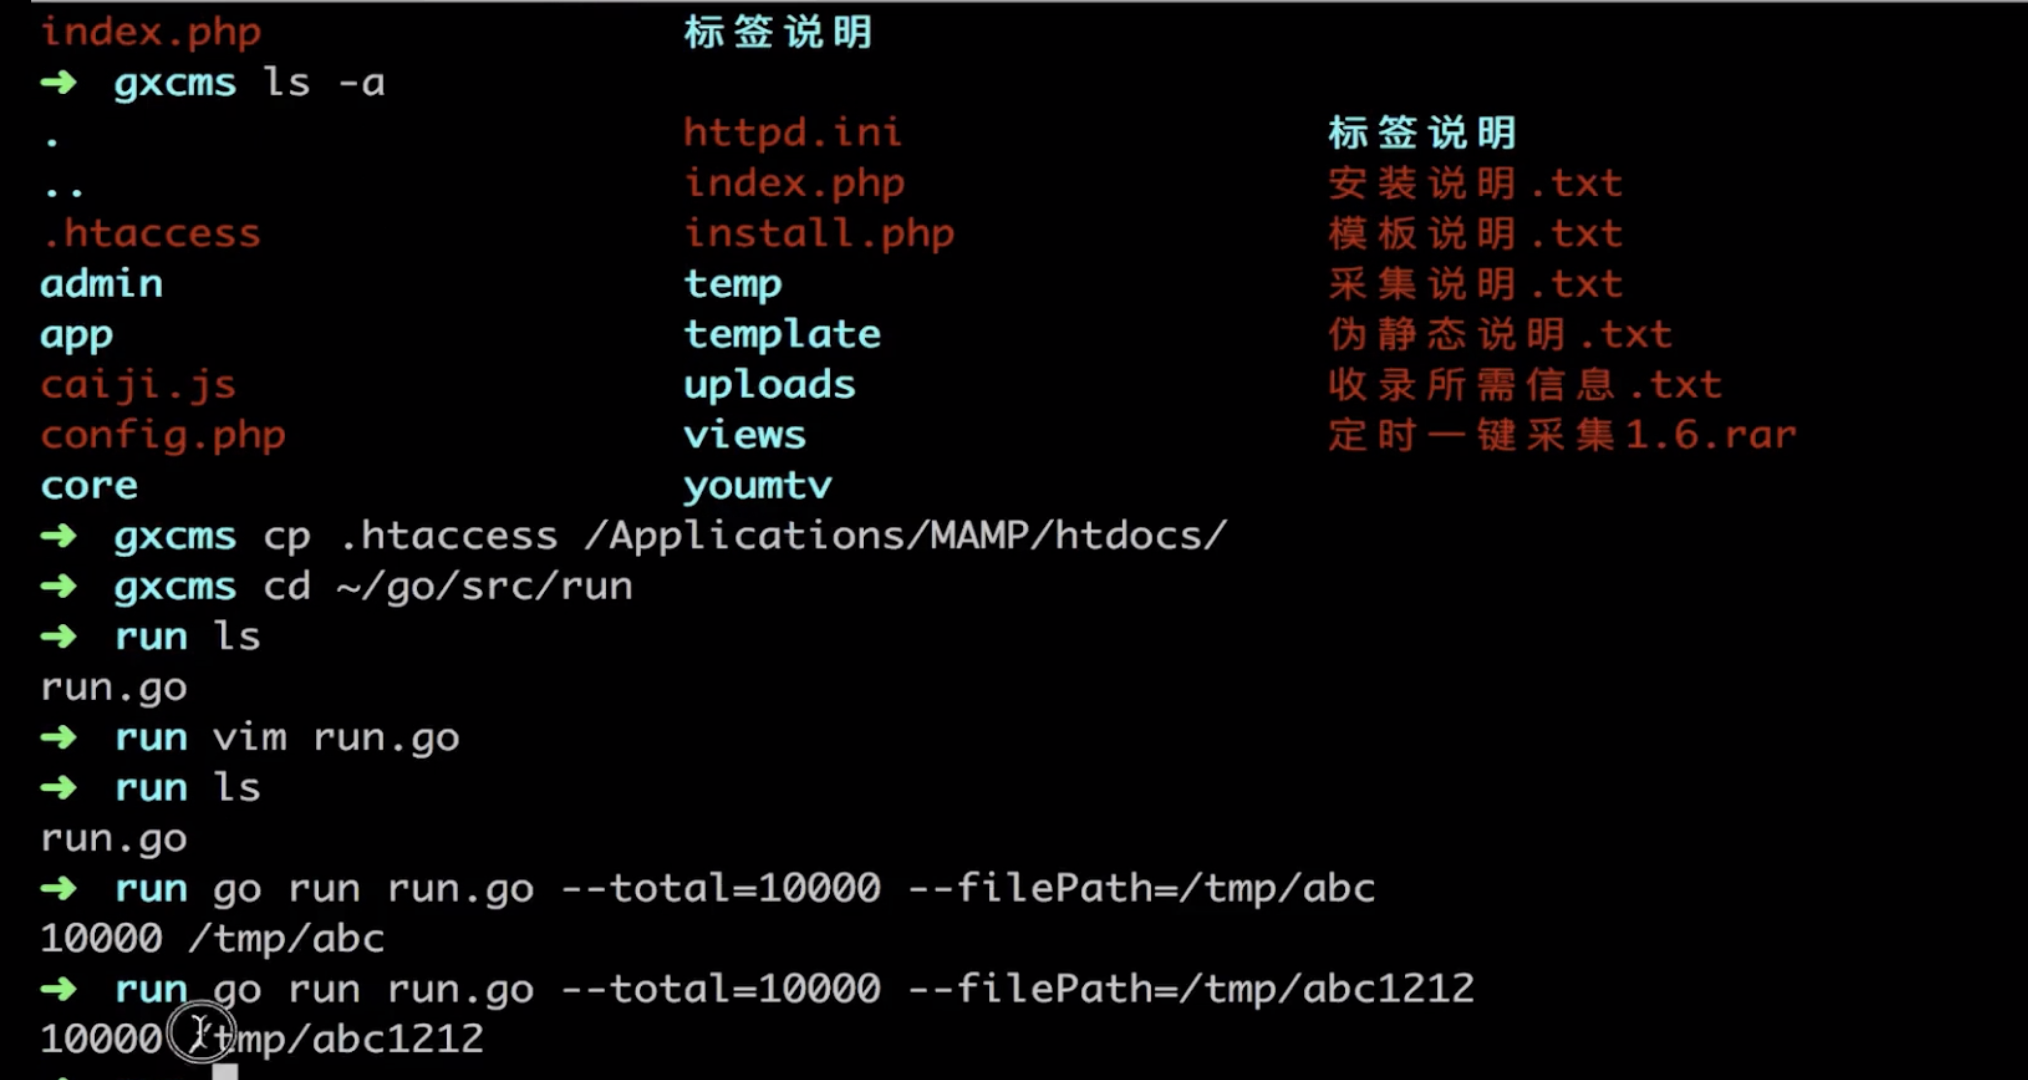 index.php 标签说明
➜ gxcms ls -a
. httpd.ini 标签说明
.. index.php 安装说明.txt
.htaccess install.php 模板说明.txt
admin temp 采集说明.txt
app template 伪静态说明.txt
caiji.js uploads 收录所需信息.txt
config.php views 定时一键采集1.6.rar
core youmtv
➜ gxcms cp .htaccess /Applications/MAMP/htdocs/
➜ gxcms cd ~/go/src/run
➜ run ls
run.go
➜ run vim run.go
➜ run ls
run.go
➜ run go run run.go --total=10000 --filePath=/tmp/abc
10000 /tmp/abc
➜ run go run run.go --total=10000 --filePath=/tmp/abc1212
10000 /tmp/abc1212